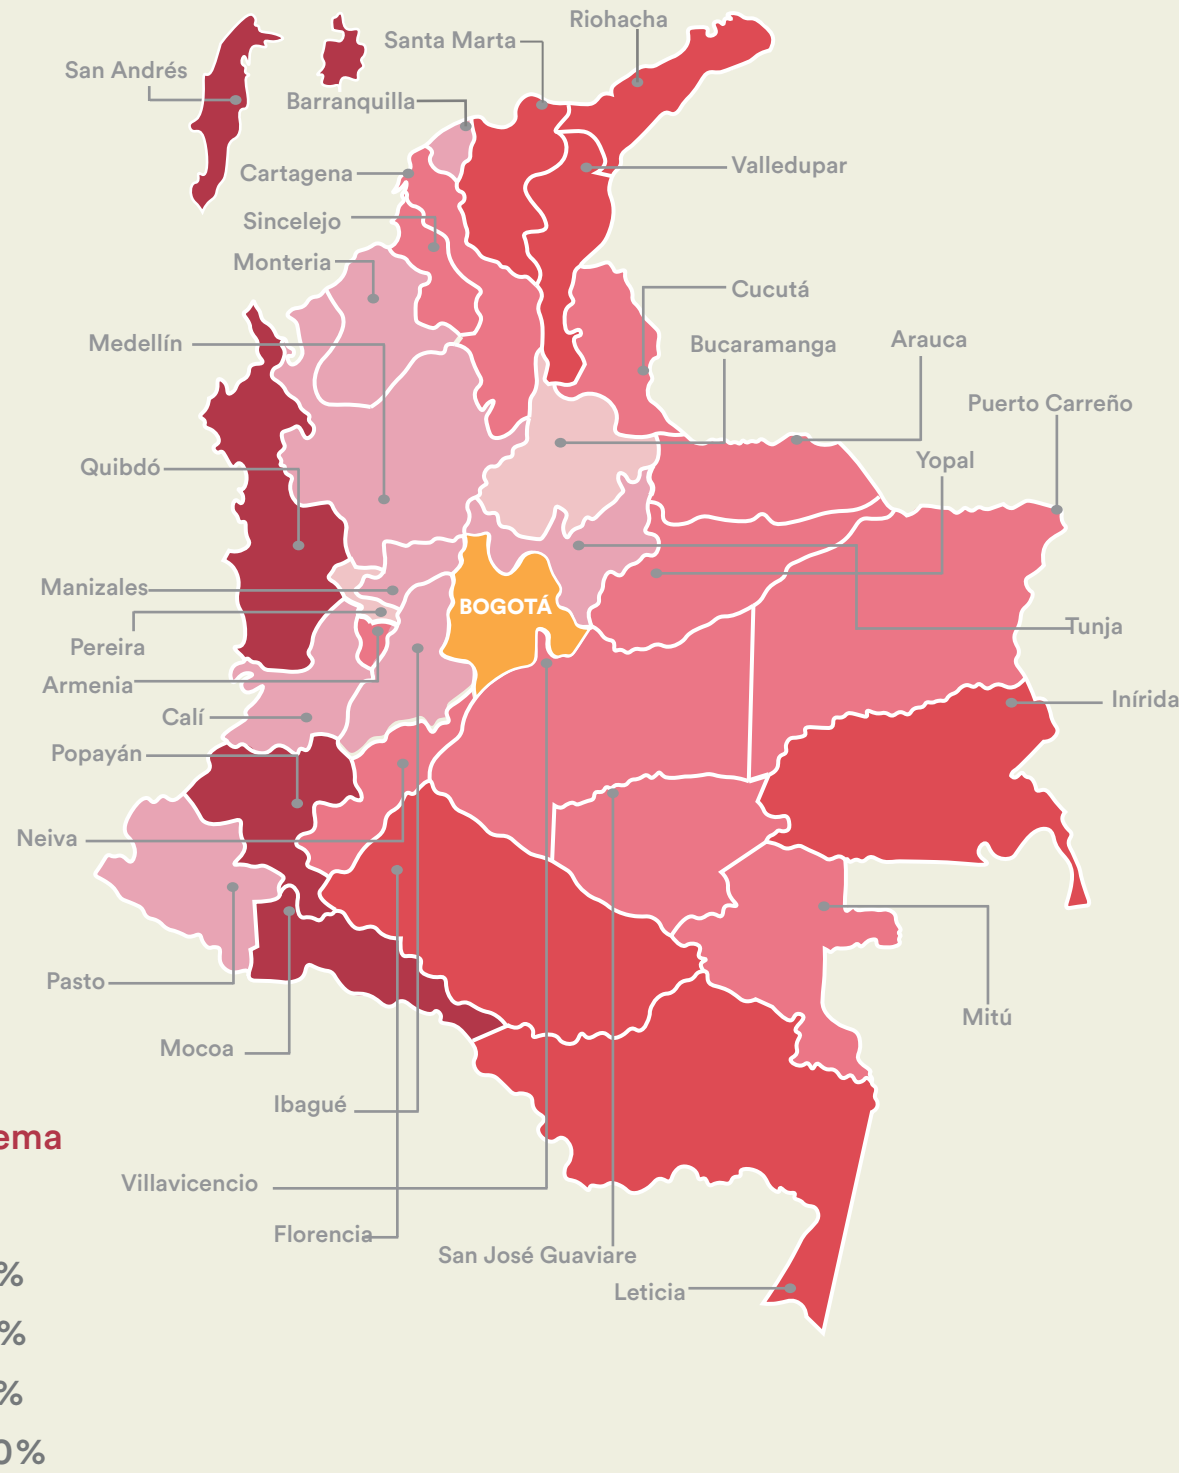 Riohacha
Santa Marta
San Andrés
Barranquilla
Valledupar
Cartagena
Sincelejo
Monteria
Cucutá
Medellín
Bucaramanga
Arauca
Puerto Carreño
Yopal
Quibdó
Manizales
BOGOTÁ
Tunja
Pereira
Armenia
Inírida
Calí
Popayán
Neiva
Pasto
Mitú
Mocoa
Ibagué
ema
Villavicencio
Florencia
San José Guaviare
%
Leticia
%
%
0%